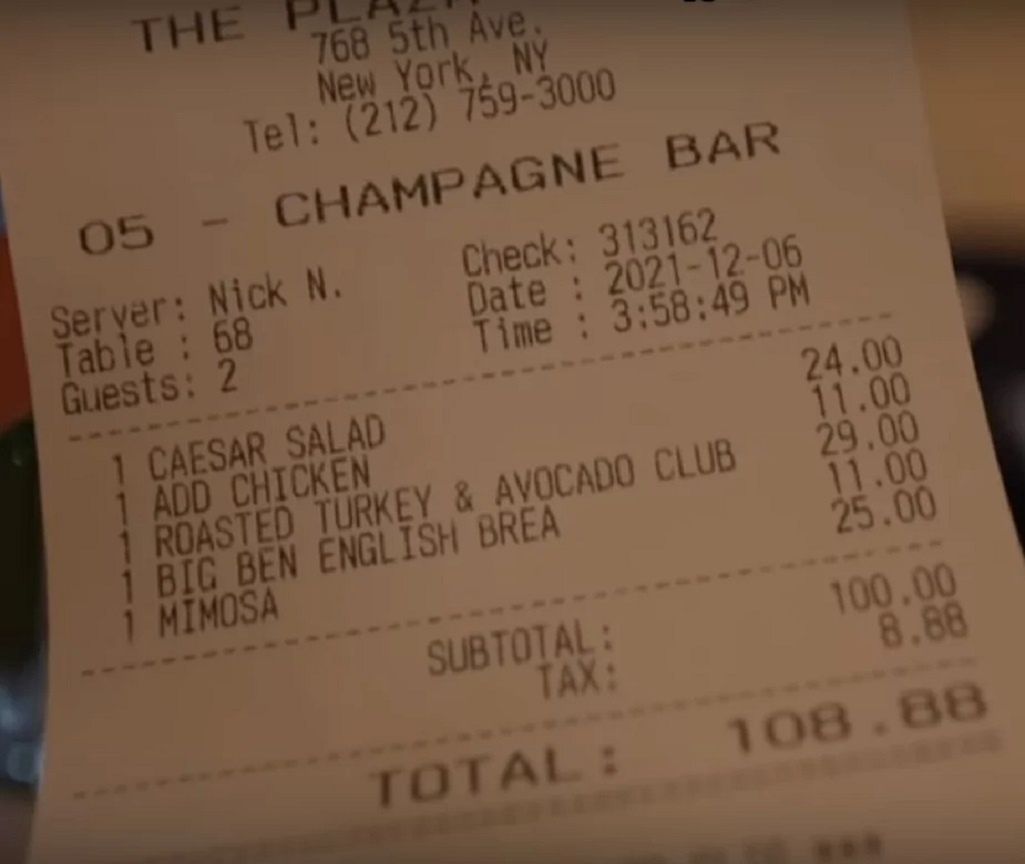 THE PLAZA
768 5th Ave.
New York, NY
Tel: (212) 759-3000
05 - CHAMPAGNE BAR
Server: Nick N. Check: 313162
Table : 68 Date : 2021-12-06
Guests: 2 Time : 3:58:49 PM
1 CAESAR SALAD 24.00
1 ADD CHICKEN 11.00
1 ROASTED TURKEY & AVOCADO CLUB 29.00
1 BIG BEN ENGLISH BREA 11.00
1 MIMOSA 25.00
SUBTOTAL: 100.00
TAX: 8.88
TOTAL: 108.88